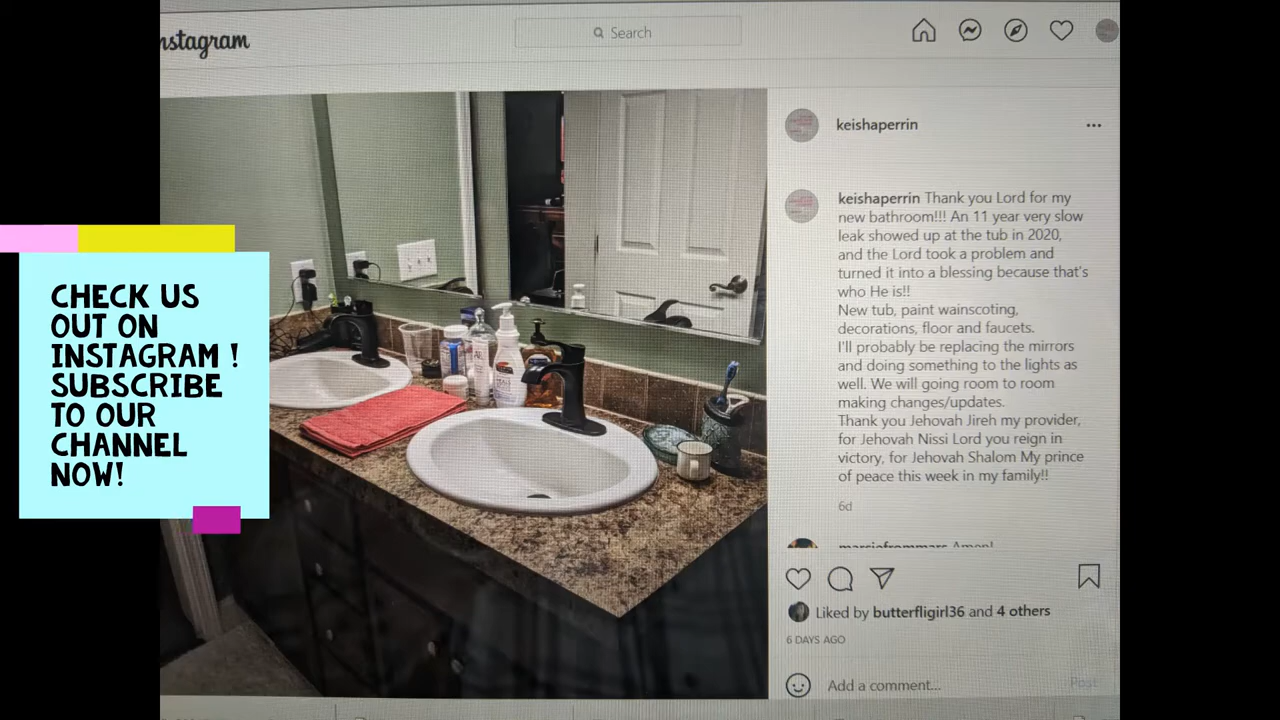 nstagram
Search
keishaperrin
keishaperrin Thank you Lord for my
new bathroom!!! An 11 year very slow
leak showed up at the tub in 2020,
and the Lord took a problem and
turned it into a blessing because that's
who He is!!
New tub, paint wainscoting,
decorations, floor and faucets.
I'll probably be replacing the mirrors
and doing something to the lights as
well. We will going room to room
making changes/updates.
Thank you Jehovah Jireh my provider,
for Jehovah Nissi Lord you reign in
victory, for Jehovah Shalom My prince
of peace this week in my family!!
6d
Liked by butterfligirl36 and 4 others
6 DAYS AGO
Add a comment...
Post
CHECK US
OUT ON
INSTAGRAM !
SUBSCRIBE
TO OUR
CHANNEL
NOW!